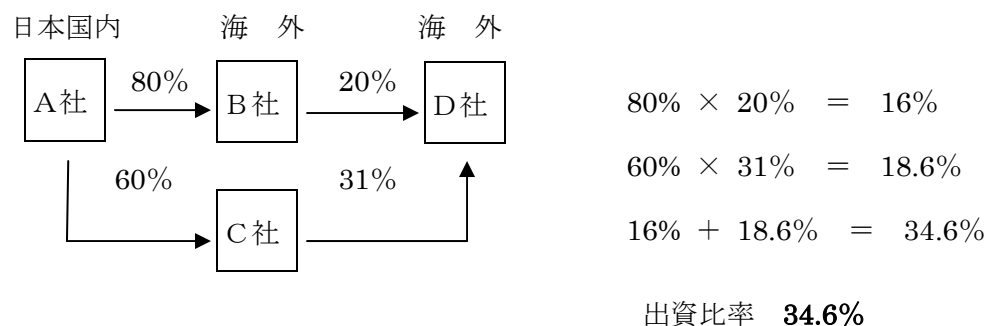 日本国内 海 外 海 外
80% 20%
A社 B社 D社
80% × 20% = 16%
60% 31%
60% × 31% = 18.6%
C社
16% + 18.6% = 34.6%
出資比率 34.6%